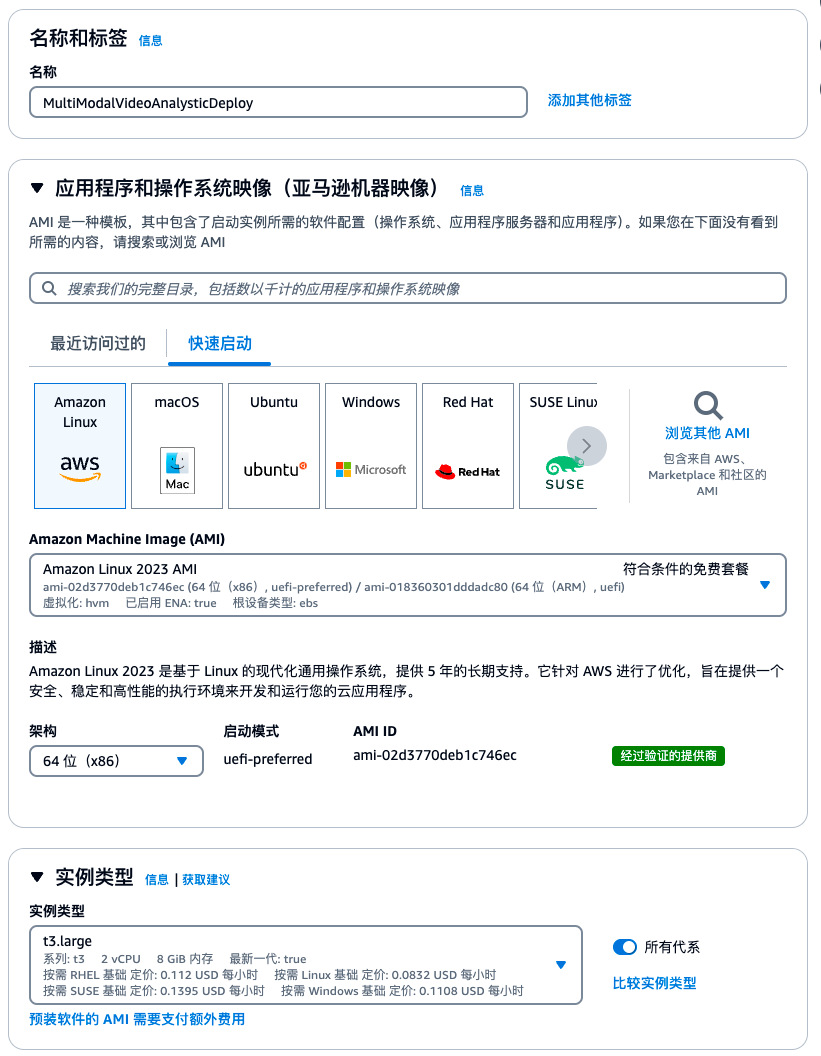 名称和标签 信息
名称
MultiModalVideoAnalysticDeploy
添加其他标签
应用程序和操作系统映像（亚马逊机器映像） 信息
AMI 是一种模板，其中包含了启动实例所需的软件配置（操作系统、应用程序服务器和应用程序）。如果您在下面没有看到
所需的内容，请搜索或浏览 AMI
搜索我们的完整目录，包括数以千计的应用程序和操作系统映像
最近访问过的 快速启动
Amazon
Linux
aws
macOS
Mac
Ubuntu
ubuntu
Windows
Microsoft
Red Hat
Red Hat
SUSE Linux
SUSE
浏览其他 AMI
包含来自 AWS、
Marketplace 和社区的
AMI
Amazon Machine Image (AMI)
Amazon Linux 2023 AMI 符合条件的免费套餐
ami-02d3770deb1c746ec (64 位（x86）, uefi-preferred) / ami-018360301dddadc80 (64 位（ARM）, uefi)
虚拟化: hvm 已启用 ENA: true 根设备类型: ebs
描述
Amazon Linux 2023 是基于 Linux 的现代化通用操作系统，提供 5 年的长期支持。它针对 AWS 进行了优化，旨在提供一个
安全、稳定和高性能的执行环境来开发和运行您的云应用程序。
架构 启动模式 AMI ID
64 位（x86） uefi-preferred ami-02d3770deb1c746ec 经过验证的提供商
实例类型 信息 | 获取建议
实例类型
t3.large
系列: t3 2 vCPU 8 GiB 内存 最新一代: true
按需 RHEL 基础 定价: 0.112 USD 每小时 按需 Linux 基础 定价: 0.0832 USD 每小时
按需 SUSE 基础 定价: 0.1395 USD 每小时 按需 Windows 基础 定价: 0.1108 USD 每小时
所有代系
比较实例类型
预装软件的 AMI 需要支付额外费用